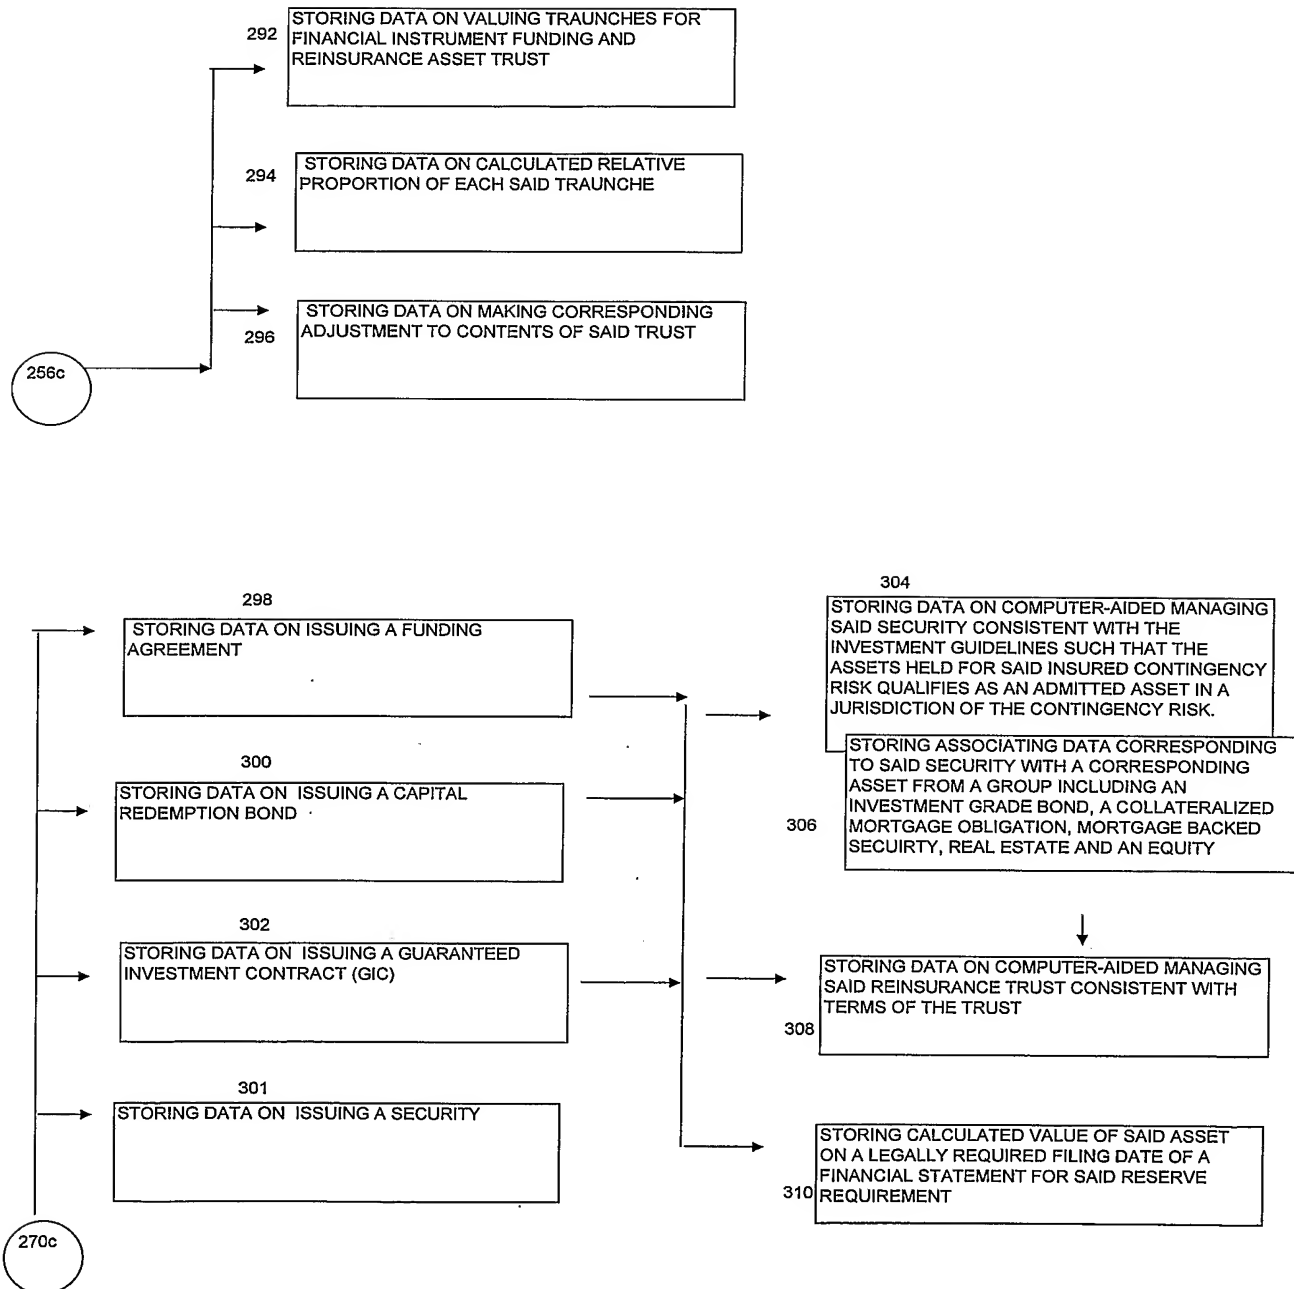 292
STORING DATA ON VALUING TRAUNCHES FOR
FINANCIAL INSTRUMENT FUNDING AND
REINSURANCE ASSET TRUST
294
STORING DATA ON CALCULATED RELATIVE
PROPORTION OF EACH SAID TRAUNCHE
296
STORING DATA ON MAKING CORRESPONDING
ADJUSTMENT TO CONTENTS OF SAID TRUST
256c
298
STORING DATA ON ISSUING A FUNDING
AGREEMENT
300
STORING DATA ON ISSUING A CAPITAL
REDEMPTION BOND
302
STORING DATA ON ISSUING A GUARANTEED
INVESTMENT CONTRACT (GIC)
301
STORING DATA ON ISSUING A SECURITY
270c
304
STORING DATA ON COMPUTER-AIDED MANAGING
SAID SECURITY CONSISTENT WITH THE
INVESTMENT GUIDELINES SUCH THAT THE
ASSETS HELD FOR SAID INSURED CONTINGENCY
RISK QUALIFIES AS AN ADMITTED ASSET IN A
JURISDICTION OF THE CONTINGENCY RISK.
306
STORING ASSOCIATING DATA CORRESPONDING
TO SAID SECURITY WITH A CORRESPONDING
ASSET FROM A GROUP INCLUDING AN
INVESTMENT GRADE BOND, A COLLATERALIZED
MORTGAGE OBLIGATION, MORTGAGE BACKED
SECUIRTY, REAL ESTATE AND AN EQUITY
308
STORING DATA ON COMPUTER-AIDED MANAGING
SAID REINSURANCE TRUST CONSISTENT WITH
TERMS OF THE TRUST
310
STORING CALCULATED VALUE OF SAID ASSET
ON A LEGALLY REQUIRED FILING DATE OF A
FINANCIAL STATEMENT FOR SAID RESERVE
REQUIREMENT